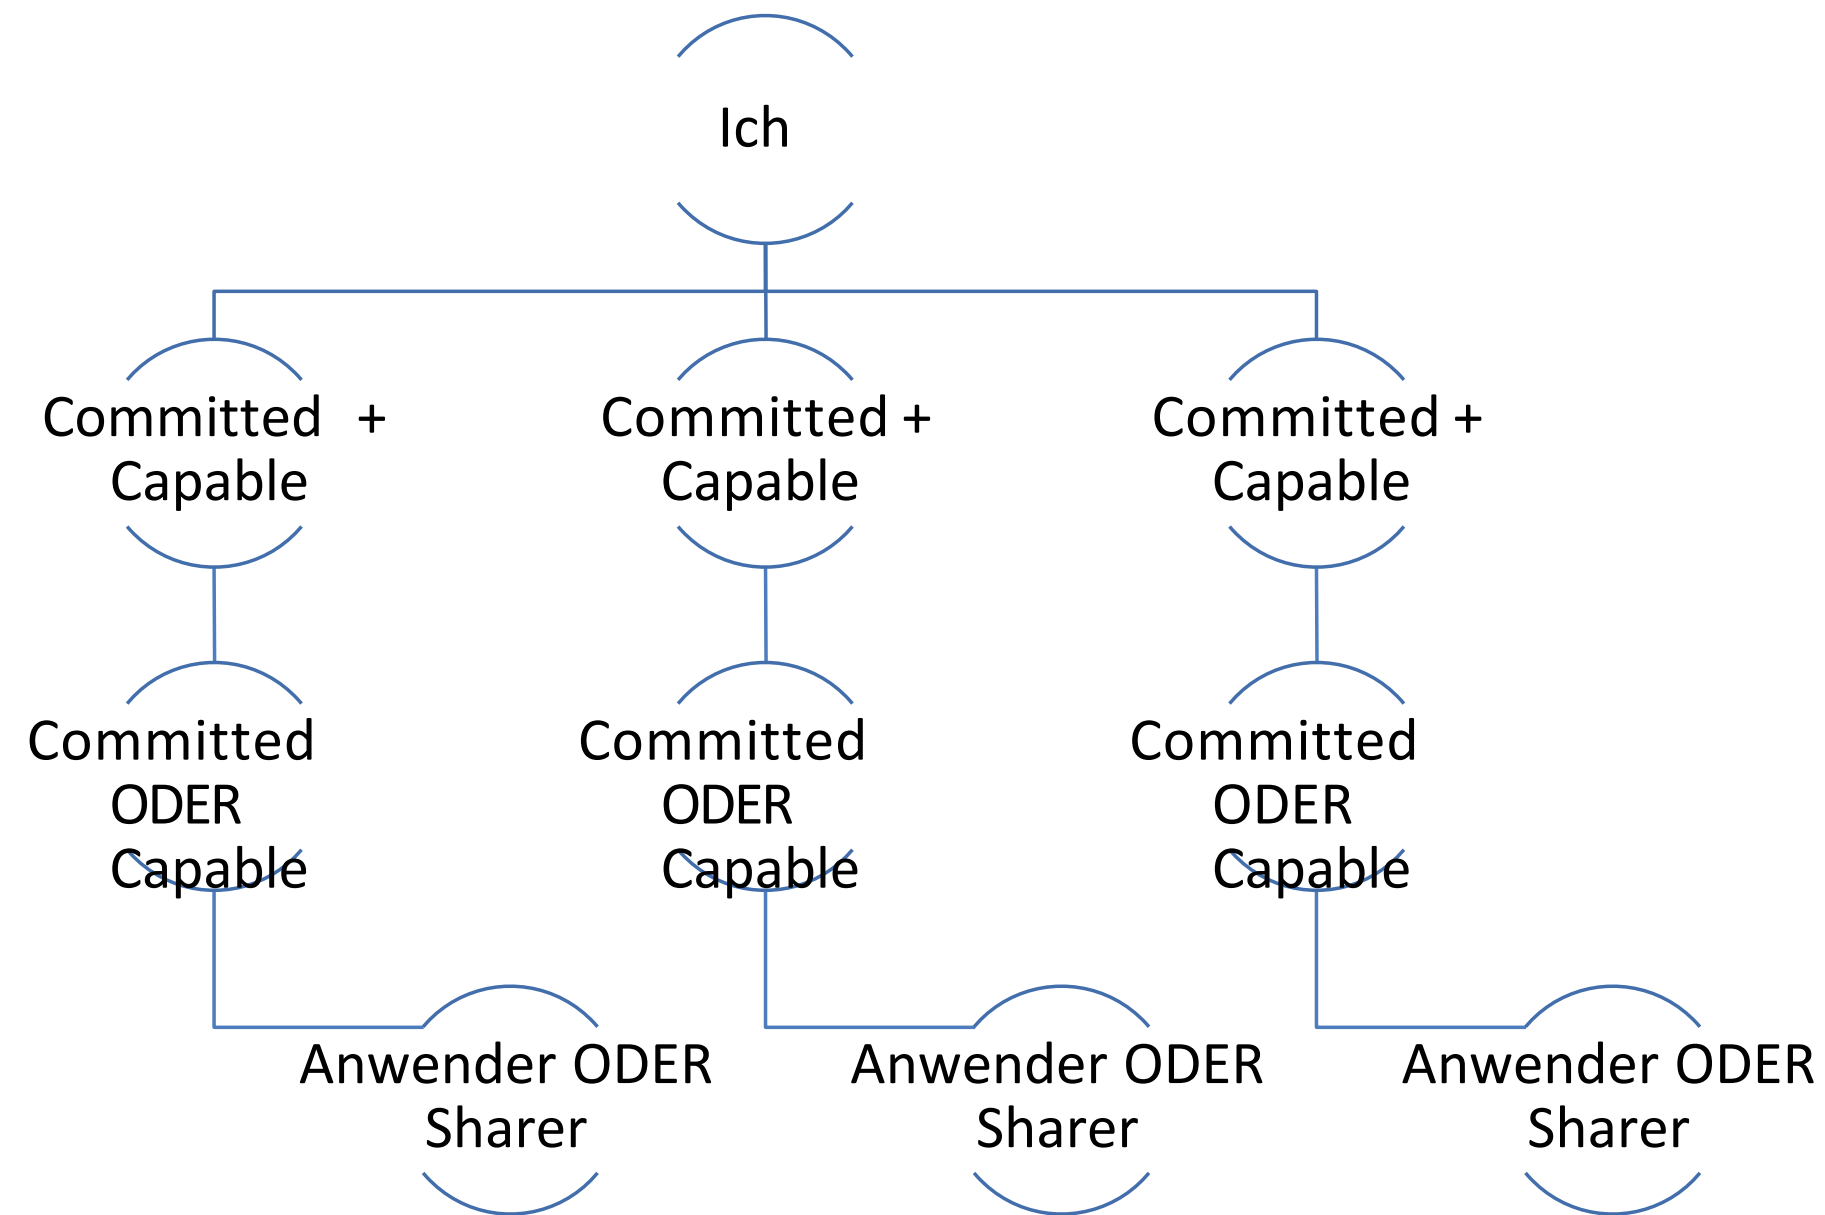 Ich
Committed +
Capable
Committed +
Capable
Committed +
Capable
Committed
ODER
Capable
Committed
ODER
Capable
Committed
ODER
Capable
Anwender ODER
Sharer
Anwender ODER
Sharer
Anwender ODER
Sharer